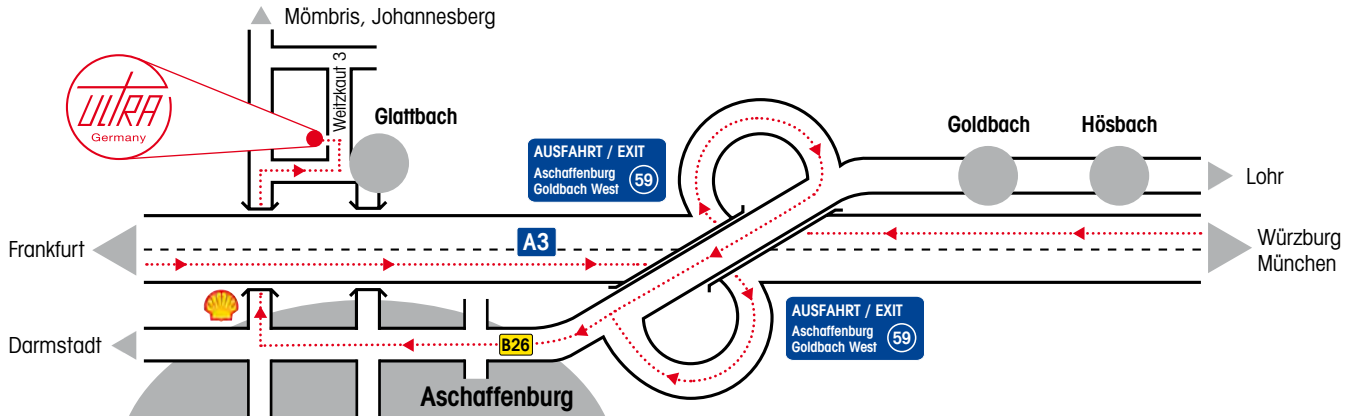 Mömbris, Johannesberg
ULTRA
Germany
Weitzkaut 3
Glattbach
AUSFAHRT / EXIT
Aschaffenburg
Goldbach West 59
Goldbach
Hösbach
Lohr
Frankfurt
A3
Würzburg
München
AUSFAHRT / EXIT
Aschaffenburg
Goldbach West 59
Darmstadt
B26
Aschaffenburg